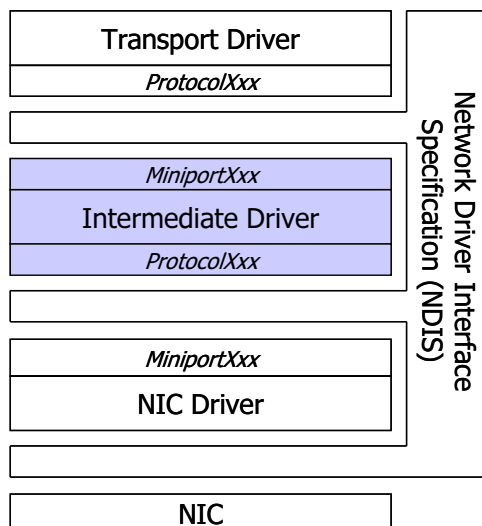 Transport Driver
ProtocolXxx
MiniportXxx
Intermediate Driver
ProtocolXxx
MiniportXxx
NIC Driver
NIC
Network Driver Interface
Specification (NDIS)